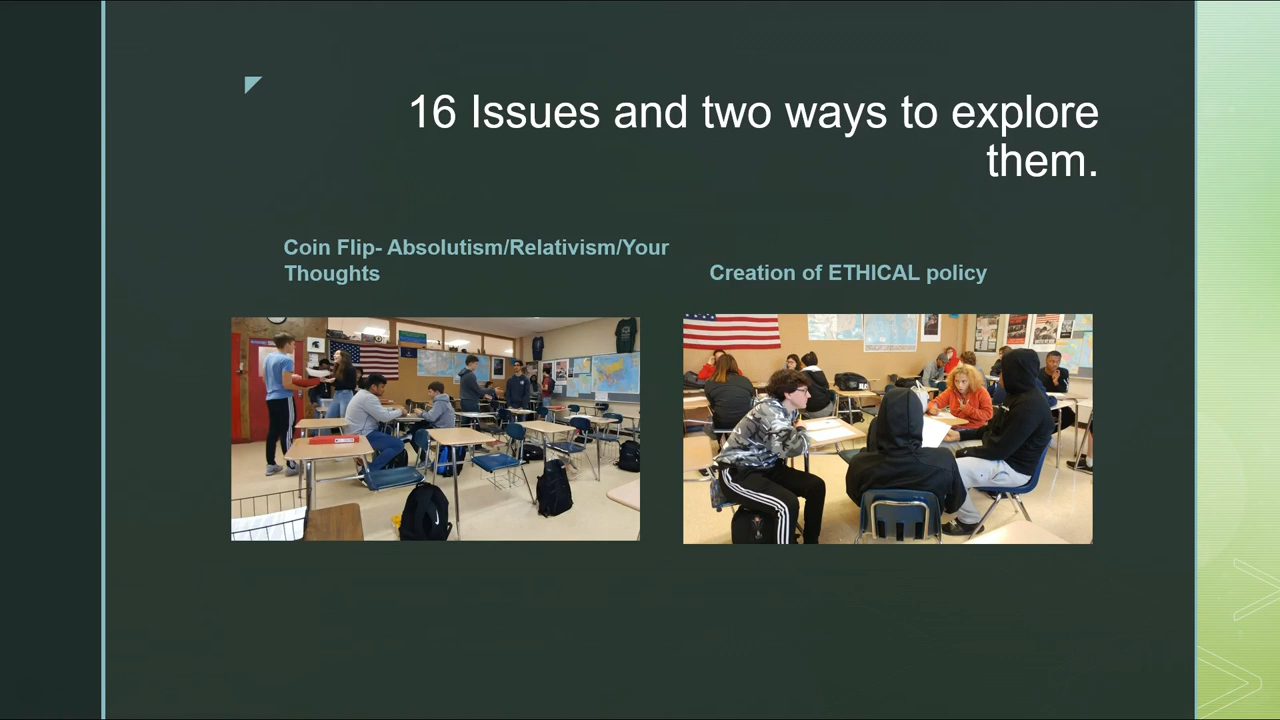 16 Issues and two ways to explore
them.
Coin Flip- Absolutism/Relativism/Your
Thoughts
Creation of ETHICAL policy